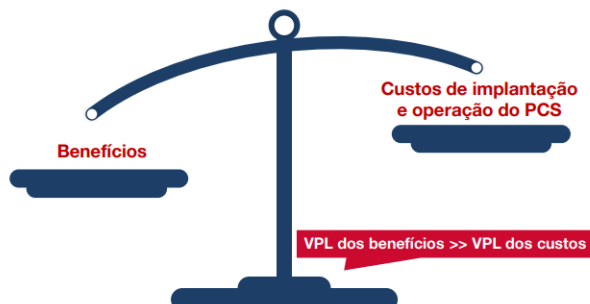 Benefícios
Custos de implantação
e operação do PCS
VPL dos benefícios >> VPL dos custos